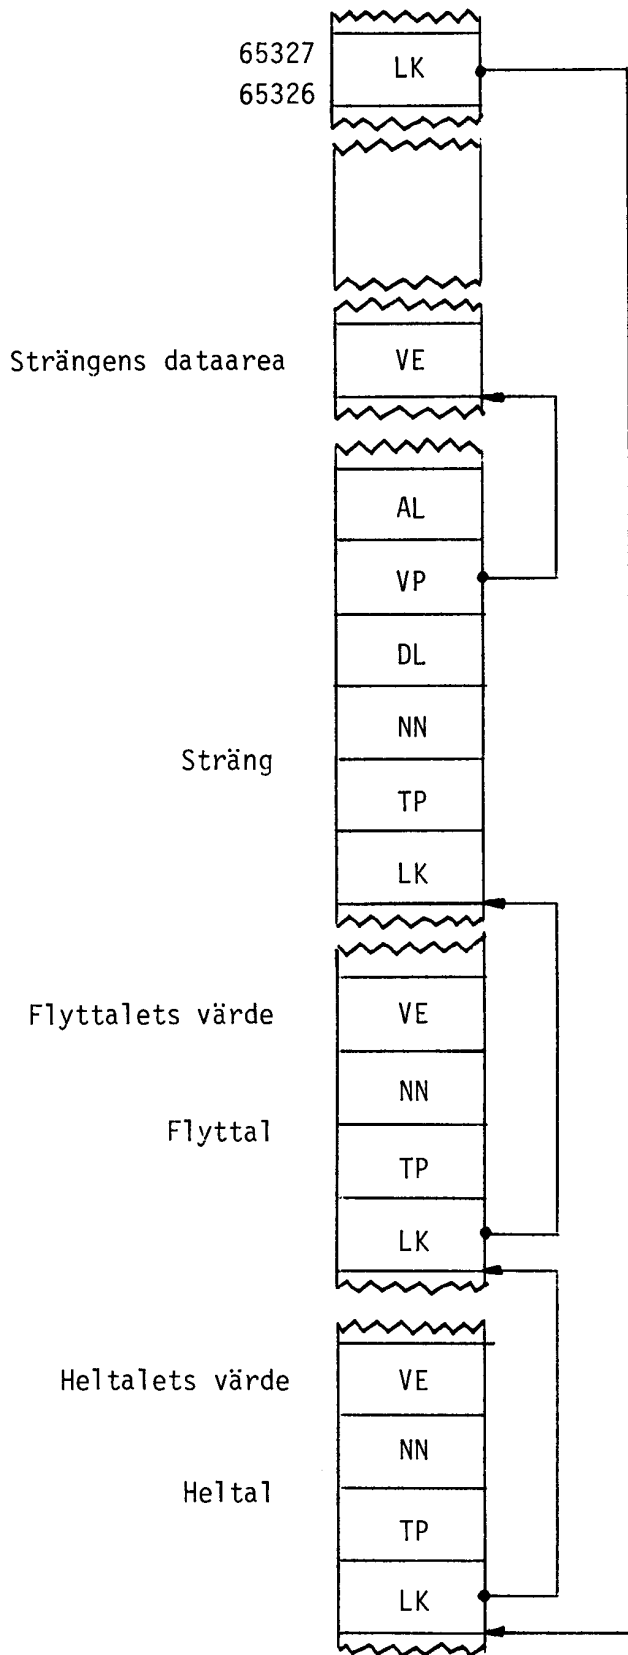 65327
LK
65326
Strängens dataarea VE
AL
VP
DL
NN
Sträng
TP
LK
Flyttalets värde VE
NN
Flyttal
TP
LK
Heltalets värde VE
NN
Heltal
TP
LK